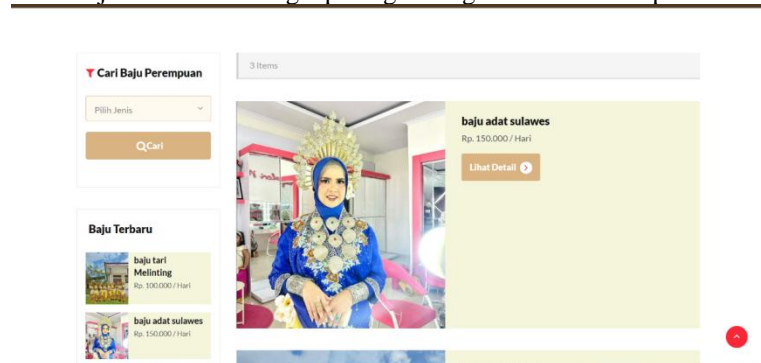 Cari Baju Perempuan
Pilih Jenis
Cari
Baju Terbaru
baju tari
Melinting
Rp. 100.000 / Hari
baju adat sulawes
Rp. 150.000 / Hari
3 Items
baju adat sulawes
Rp. 150.000 / Hari
Lihat Detail